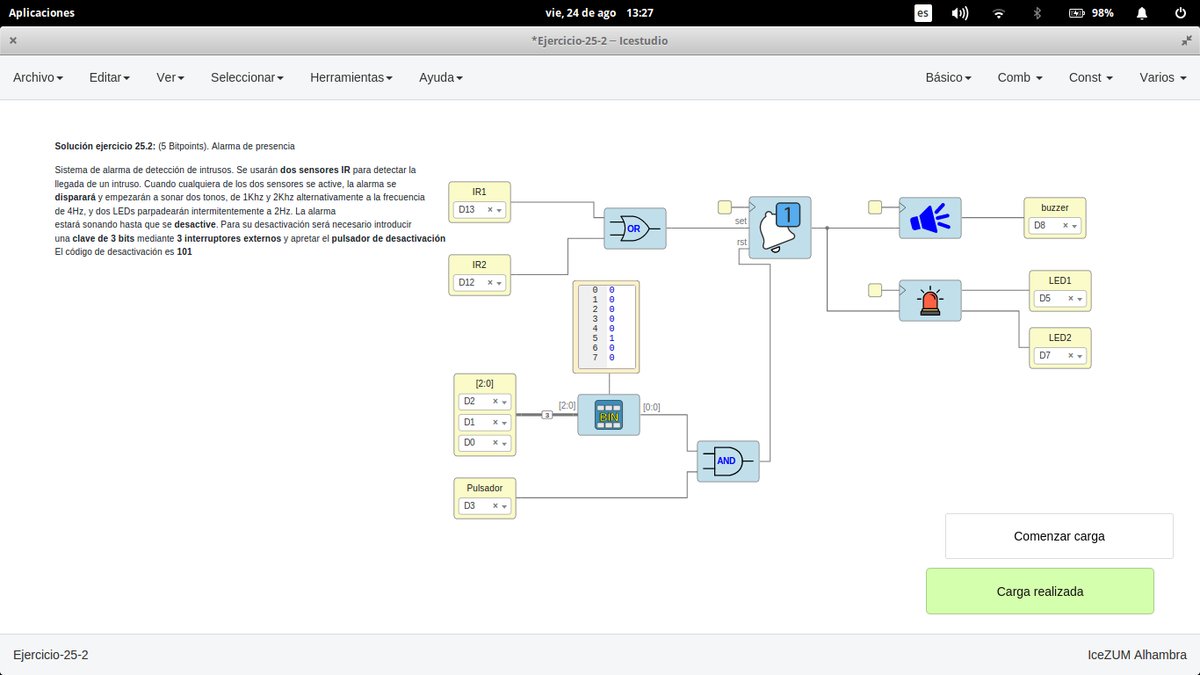 Aplicaciones
vie, 24 de ago 13:27
es
98%
*Ejercicio-25-2 – Icestudio
Archivo
Editar
Ver
Seleccionar
Herramientas
Ayuda
Básico
Comb
Const
Varios
Solución ejercicio 25.2: (5 Bitpoints). Alarma de presencia
Sistema de alarma de detección de intrusos. Se usarán dos sensores IR para detectar la
llegada de un intruso. Cuando cualquiera de los dos sensores se active, la alarma se
disparará y empezarán a sonar dos tonos, de 1Khz y 2Khz alternativamente a la frecuencia
de 4Hz, y dos LEDs parpadearán intermitentemente a 2Hz. La alarma
estará sonando hasta que se desactive. Para su desactivación será necesario introducir
una clave de 3 bits mediante 3 interruptores externos y apretar el pulsador de desactivación
El código de desactivación es 101
IR1
D13
IR2
D12
OR
set
rst
1
buzzer
D8
LED1
D5
LED2
D7
0 0
1 0
2 0
3 0
4 0
5 1
6 0
7 0
[2:0]
D2
D1
D0
3
[2:0]
BIN
[0:0]
AND
Pulsador
D3
Comenzar carga
Carga realizada
Ejercicio-25-2
IceZUM Alhambra